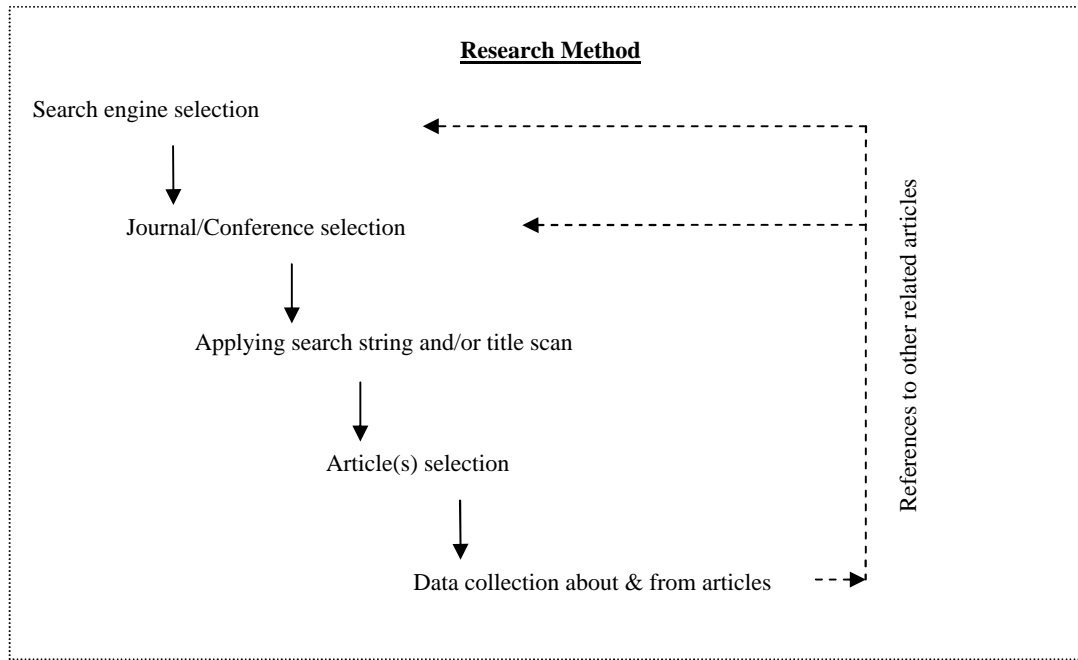 Research Method
Search engine selection
Journal/Conference selection
Applying search string and/or title scan
Article(s) selection
Data collection about & from articles
References to other related articles